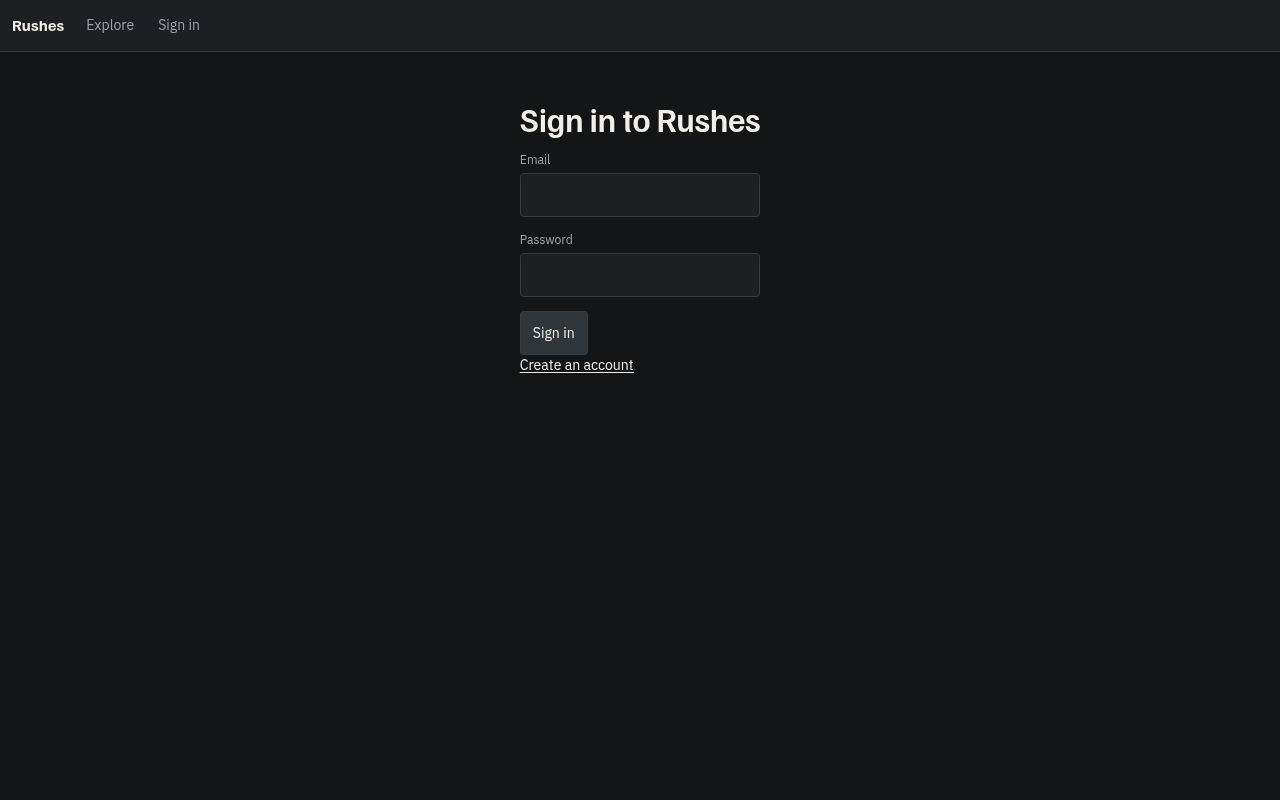 Rushes Explore Sign in
Sign in to Rushes
Email
Password
Sign in
Create an account